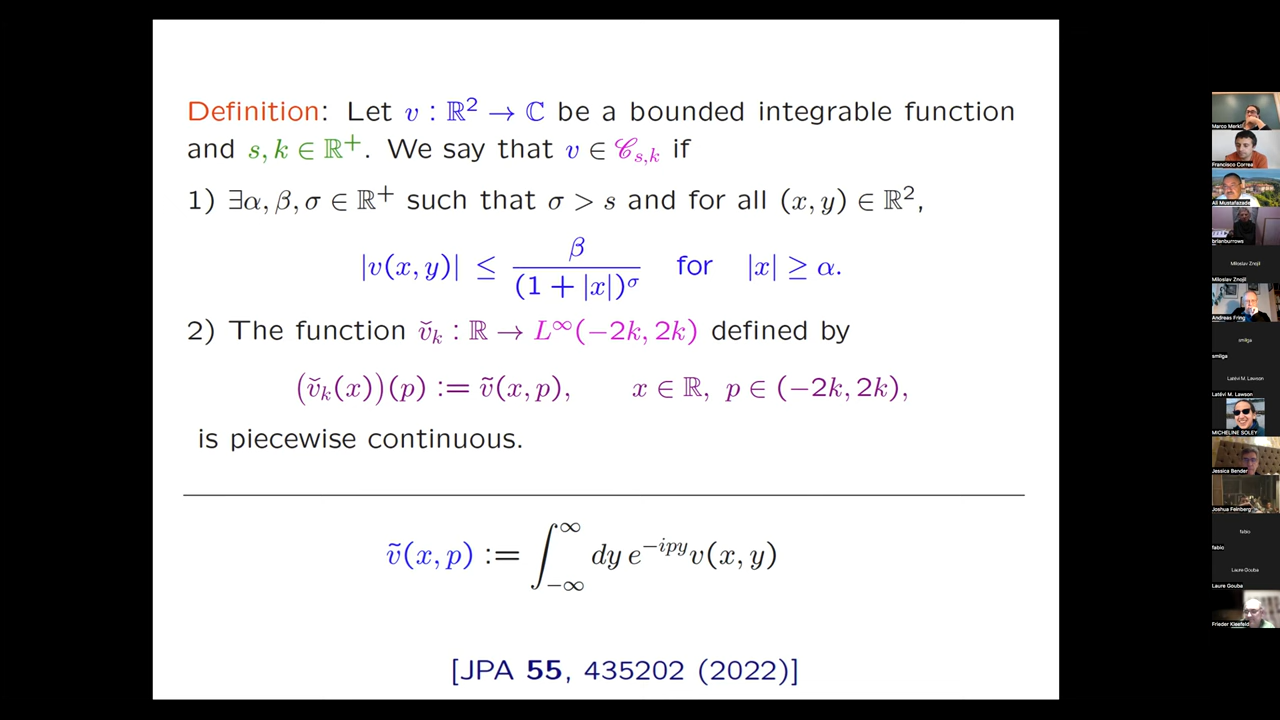 Definition: Let v : ℝ² → ℂ be a bounded integrable function
and s, k ∈ ℝ⁺. We say that v ∈ 𝒞_{s,k} if
1) ∃α, β, σ ∈ ℝ⁺ such that σ > s and for all (x, y) ∈ ℝ²,
|v(x, y)| ≤ β / (1 + |x|)^σ for |x| ≥ α.
2) The function v̌_k : ℝ → L^∞(−2k, 2k) defined by
(v̌_k(x))(p) := ṽ(x, p), x ∈ ℝ, p ∈ (−2k, 2k),
is piecewise continuous.
ṽ(x, p) := ∫_{−∞}^{∞} dy e^{−ipy} v(x, y)
[JPA 55, 435202 (2022)]
Marco Merkli
Francisco Correa
Ali Mostafazade
brianburrows
Miloslav Znojil
Miloslav Znojil
Andreas Fring
smilga
smilga
Latévi M. Lawson
Latévi M. Lawson
MICHELINE SOLEY
Jessica Bender
Joshua Feinberg
fabio
fabio
Laure Gouba
Laure Gouba
Frieder Kleefeld